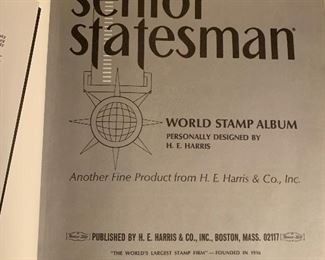 senior
statesman®
WORLD STAMP ALBUM
PERSONALLY DESIGNED BY
H. E. HARRIS
Another Fine Product from H. E. Harris & Co., Inc.
PUBLISHED BY H. E. HARRIS & CO., INC., BOSTON, MASS. 02117
"THE WORLD'S LARGEST STAMP FIRM"—FOUNDED IN 1916